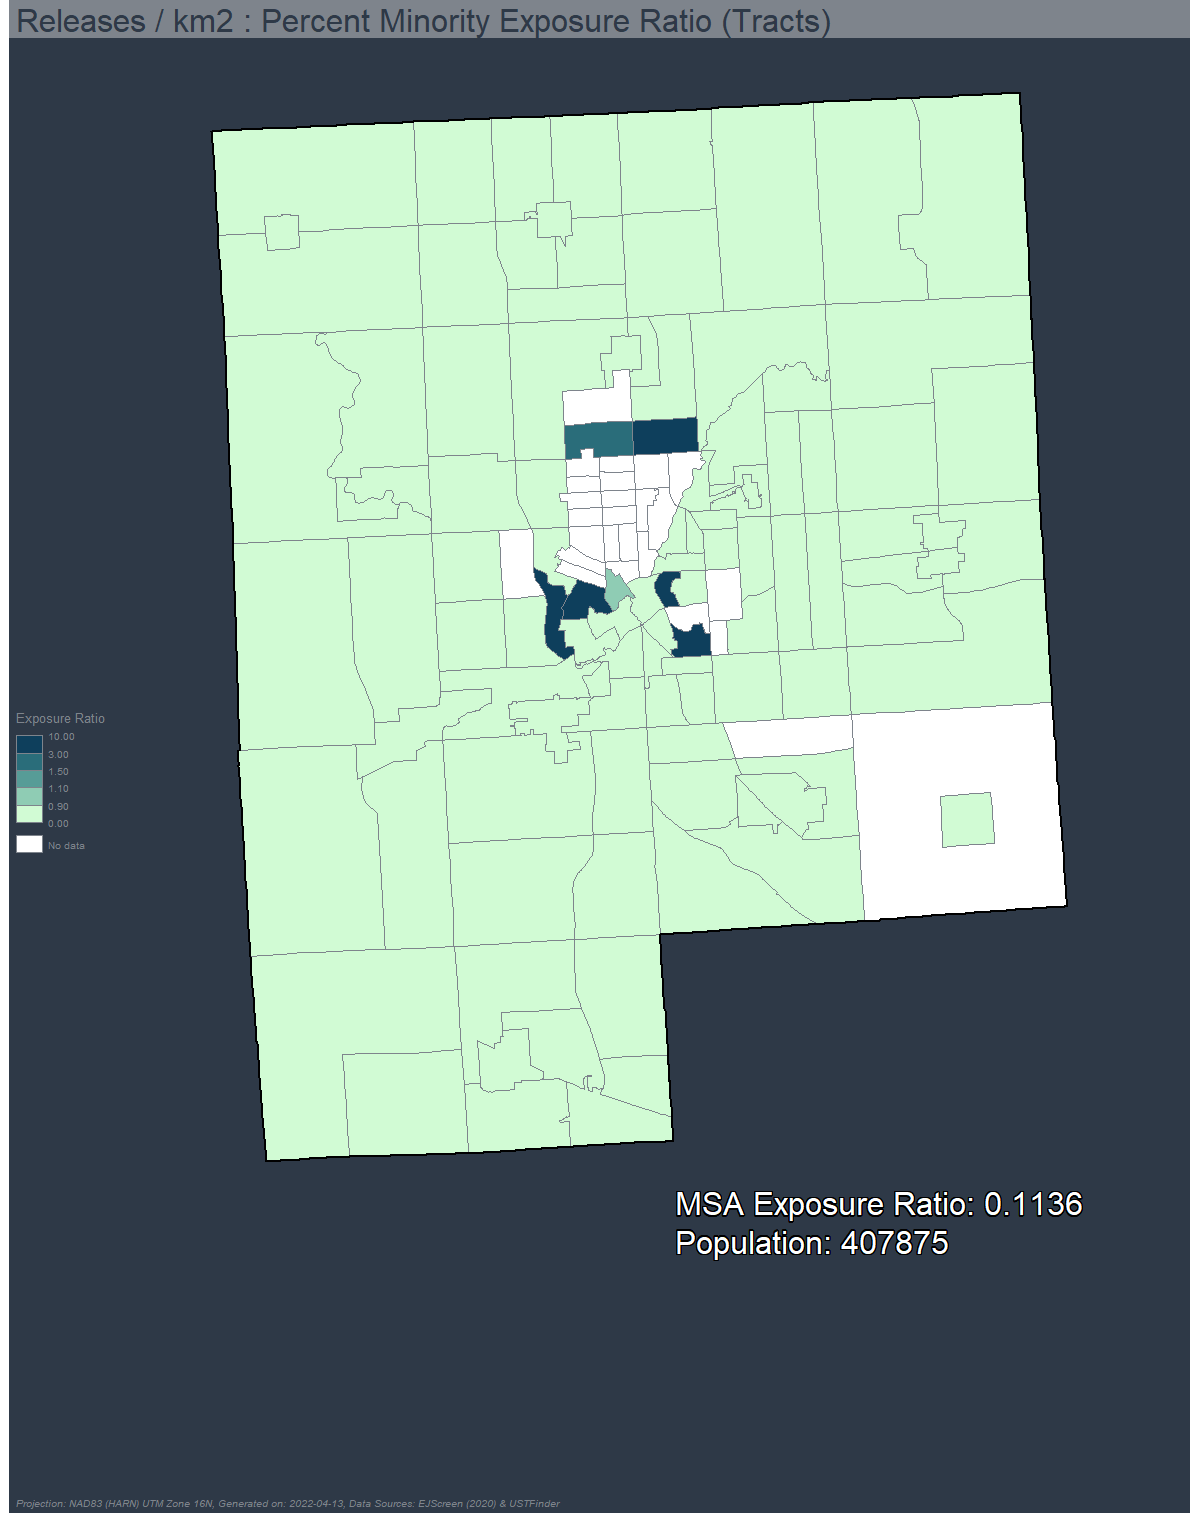 Releases / km2 : Percent Minority Exposure Ratio (Tracts)
Exposure Ratio
10.00
3.00
1.50
1.10
0.90
0.00
No data
MSA Exposure Ratio: 0.1136
Population: 407875
Projection: NAD83 (HARN) UTM Zone 16N, Generated on: 2022-04-13, Data Sources: EJScreen (2020) & USTFinder